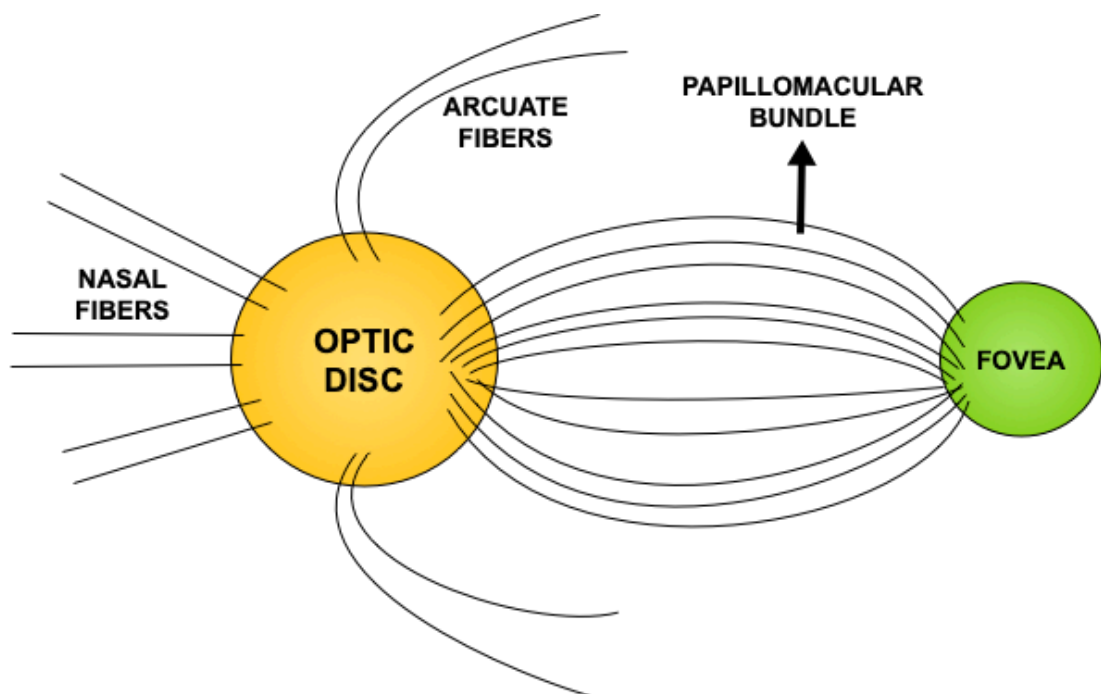 PAPILLOMACULAR
BUNDLE
ARCUATE
FIBERS
NASAL
FIBERS
OPTIC
DISC
FOVEA